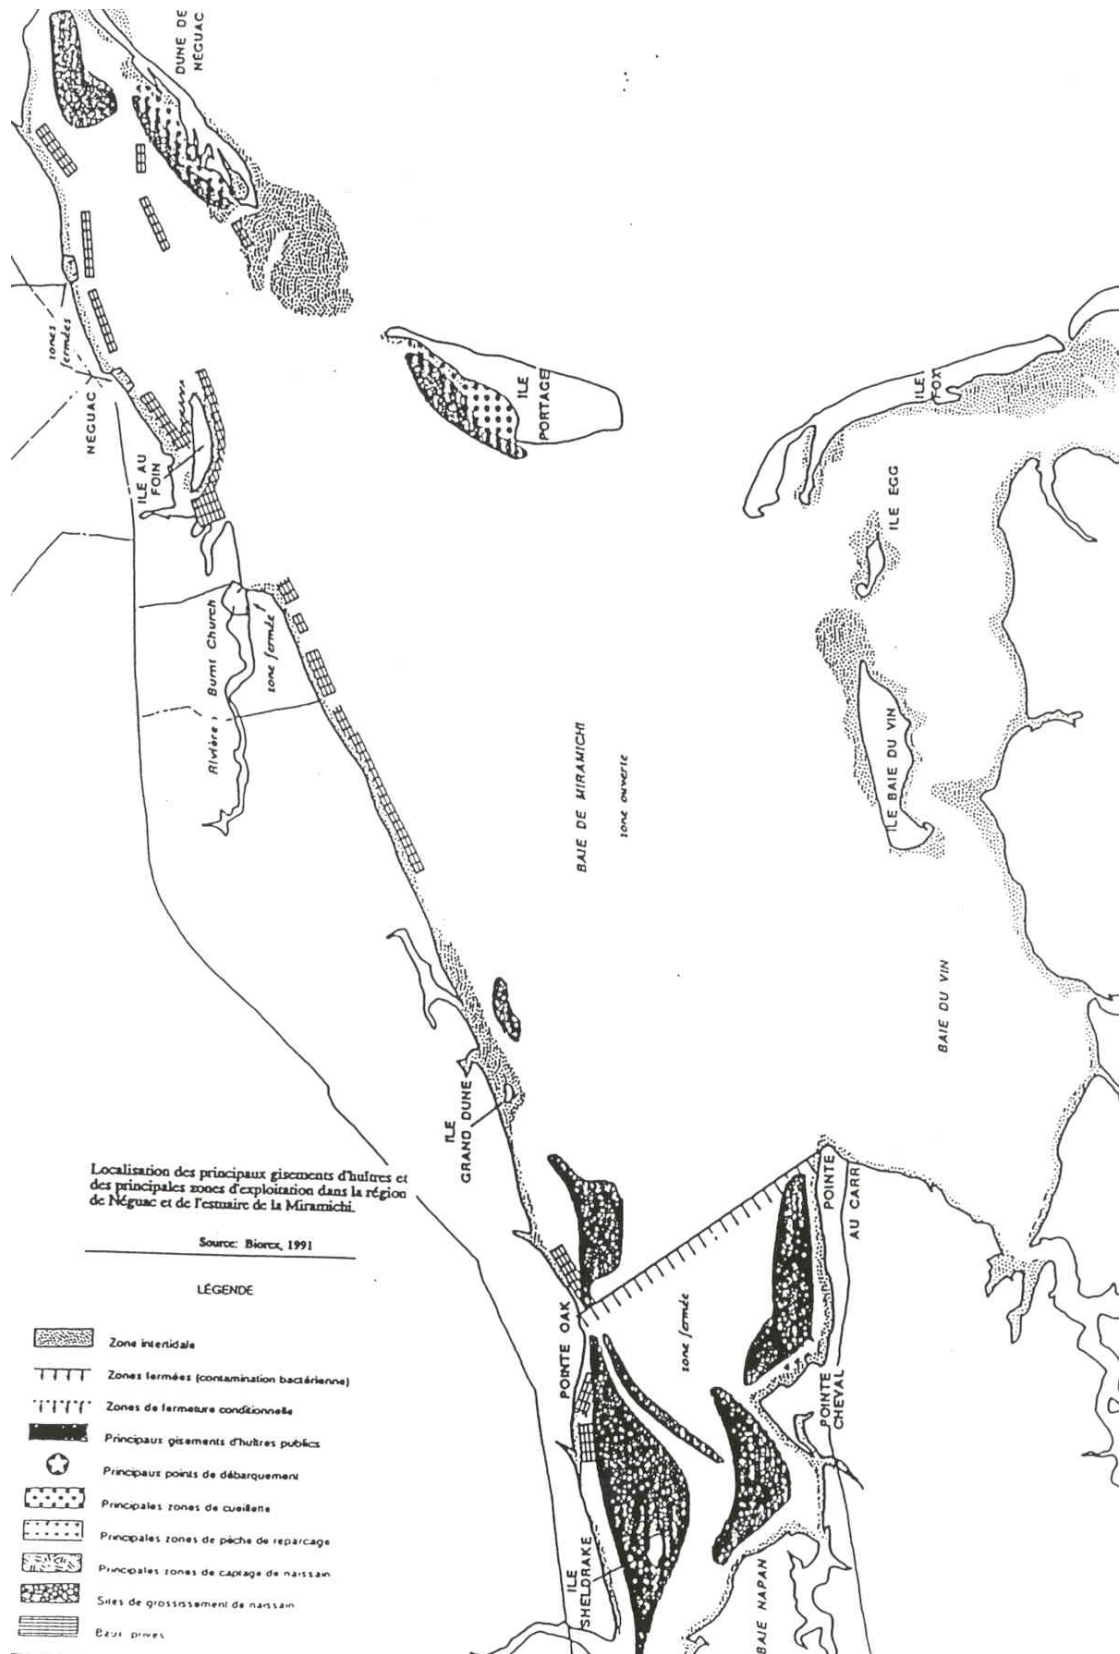 DUNE DE
NÉGUAC
zones
fermées
NÉGUAC
ILE AU
FOIN
ILE
PORTAGE
ILE
FOX
ILE EGG
Rivière Burnt Church
zone fermée
ILE BAIE DU VIN
BAIE DE MIRAMICHI
zone ouverte
BAIE DU VIN
ILE
GRAND DUNE
POINTE
AU CARR
POINTE OAK
zone fermée
POINTE
CHEVAL
ILE
SHELDRAKE
BAIE NAPAN
Localisation des principaux gisements d'huîtres et
des principales zones d'exploitation dans la région
de Néguac et de l'estuaire de la Miramichi.
Source: Biorex, 1991
LÉGENDE
Zone intertidale
Zones fermées (contamination bactérienne)
Zones de fermeture conditionnelle
Principaux gisements d'huîtres publics
Principaux points de débarquement
Principales zones de cueillette
Principales zones de pêche de reparcage
Principales zones de captage de naissain
Sites de grossissement de naissain
Baux privés